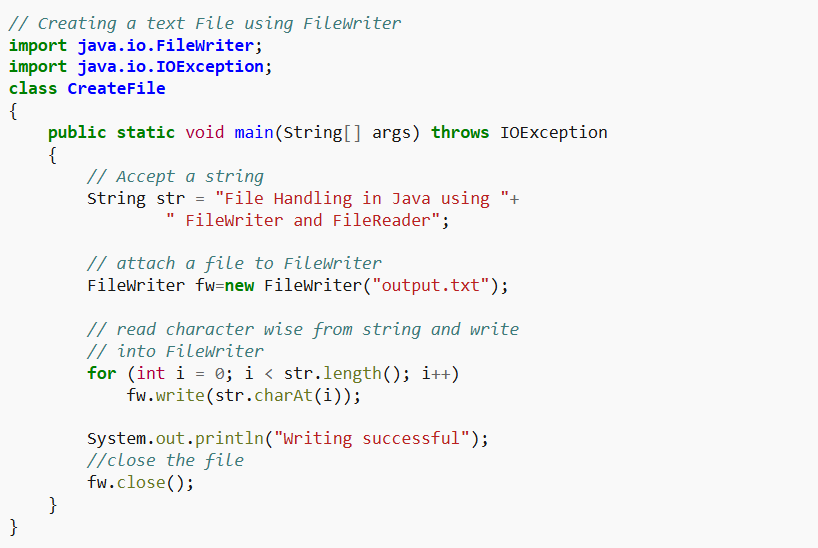 // Creating a text File using FileWriter
import java.io.FileWriter;
import java.io.IOException;
class CreateFile
{
    public static void main(String[] args) throws IOException
    {
        // Accept a string
        String str = "File Handling in Java using "+
                " FileWriter and FileReader";

        // attach a file to FileWriter
        FileWriter fw=new FileWriter("output.txt");

        // read character wise from string and write
        // into FileWriter
        for (int i = 0; i < str.length(); i++)
            fw.write(str.charAt(i));

        System.out.println("Writing successful");
        //close the file
        fw.close();
    }
}